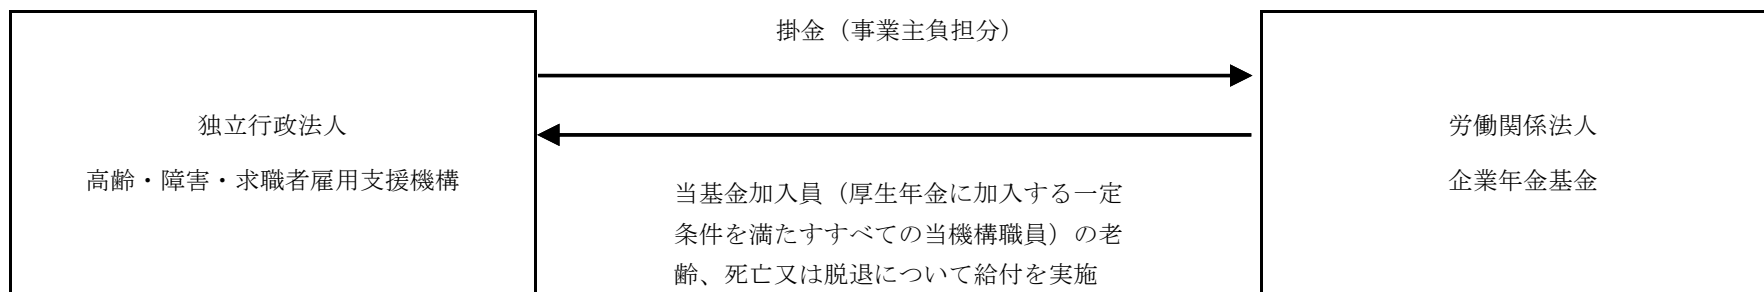 掛金（事業主負担分）
独立行政法人
高齢・障害・求職者雇用支援機構
労働関係法人
企業年金基金
当基金加入員（厚生年金に加入する一定
条件を満たすすべての当機構職員）の老
齢、死亡又は脱退について給付を実施